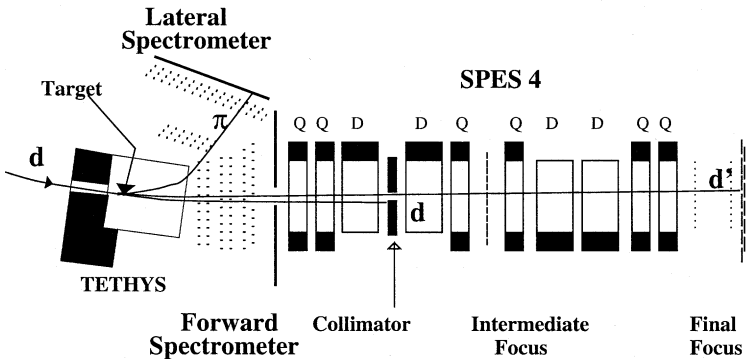 Lateral
Spectrometer
SPES 4
Target
π
Q Q D D Q Q D D Q Q
d
d
d'
TETHYS
Forward
Spectrometer
Collimator
Intermediate
Focus
Final
Focus